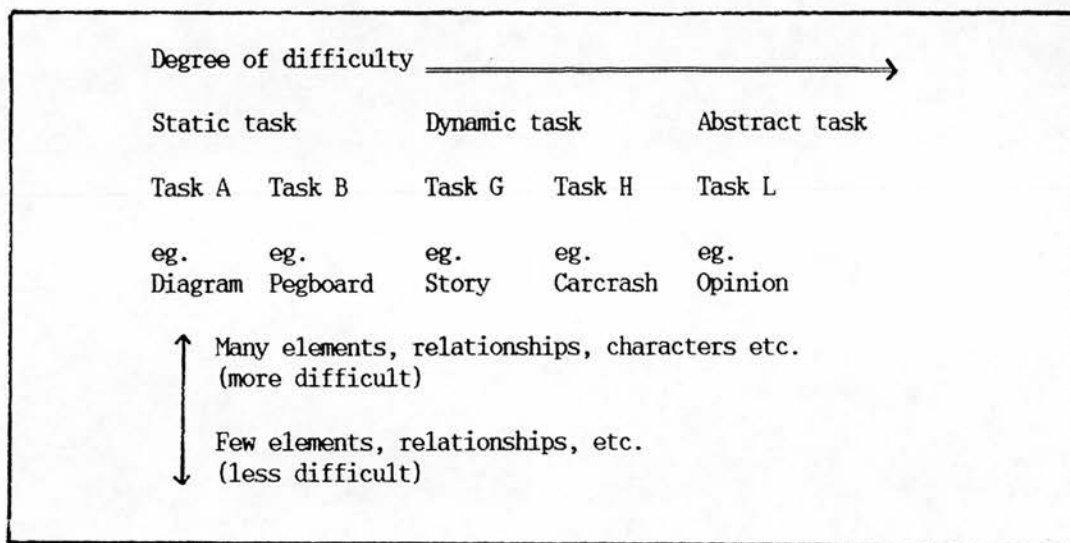 Degree of difficulty
Static task Dynamic task Abstract task
Task A Task B Task G Task H Task L
eg. eg. eg. eg. eg.
Diagram Pegboard Story Carcrash Opinion
Many elements, relationships, characters etc.
(more difficult)
Few elements, relationships, etc.
(less difficult)